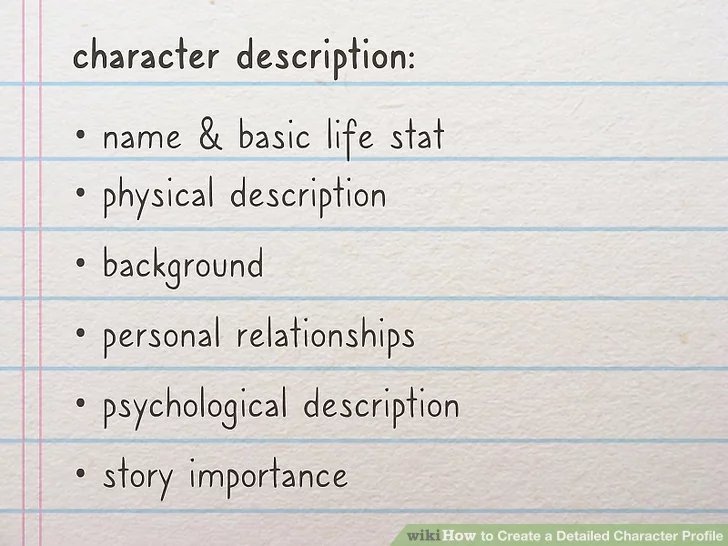 character description:
• name & basic life stat
• physical description
• background
• personal relationships
• psychological description
• story importance
wikiHow to Create a Detailed Character Profile